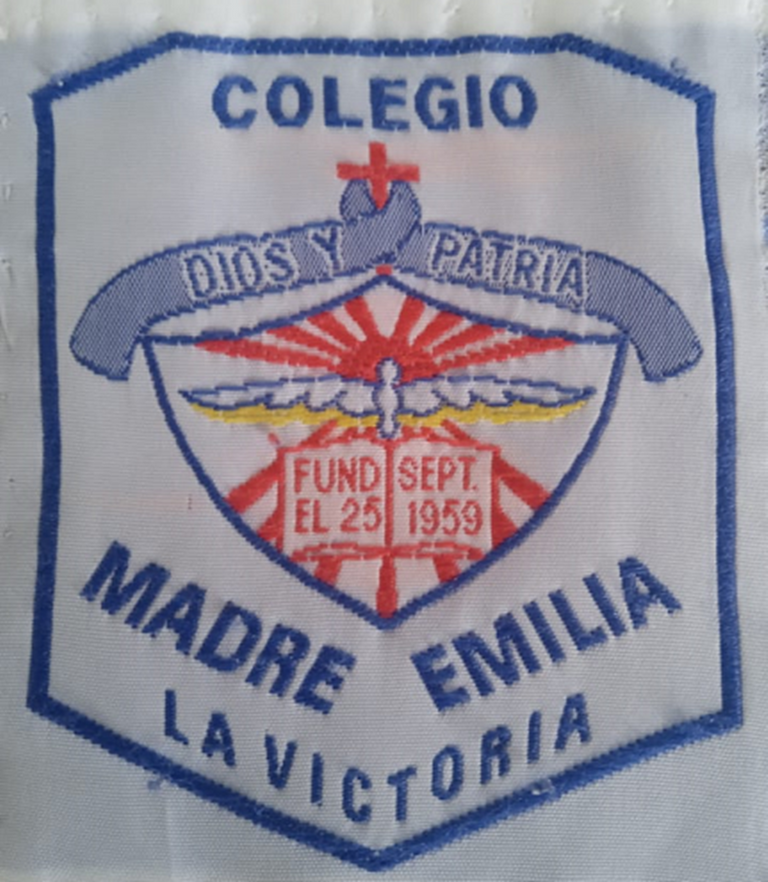 COLEGIO
DIOS Y PATRIA
FUND SEPT.
EL 25 1959
MADRE EMILIA
LA VICTORIA